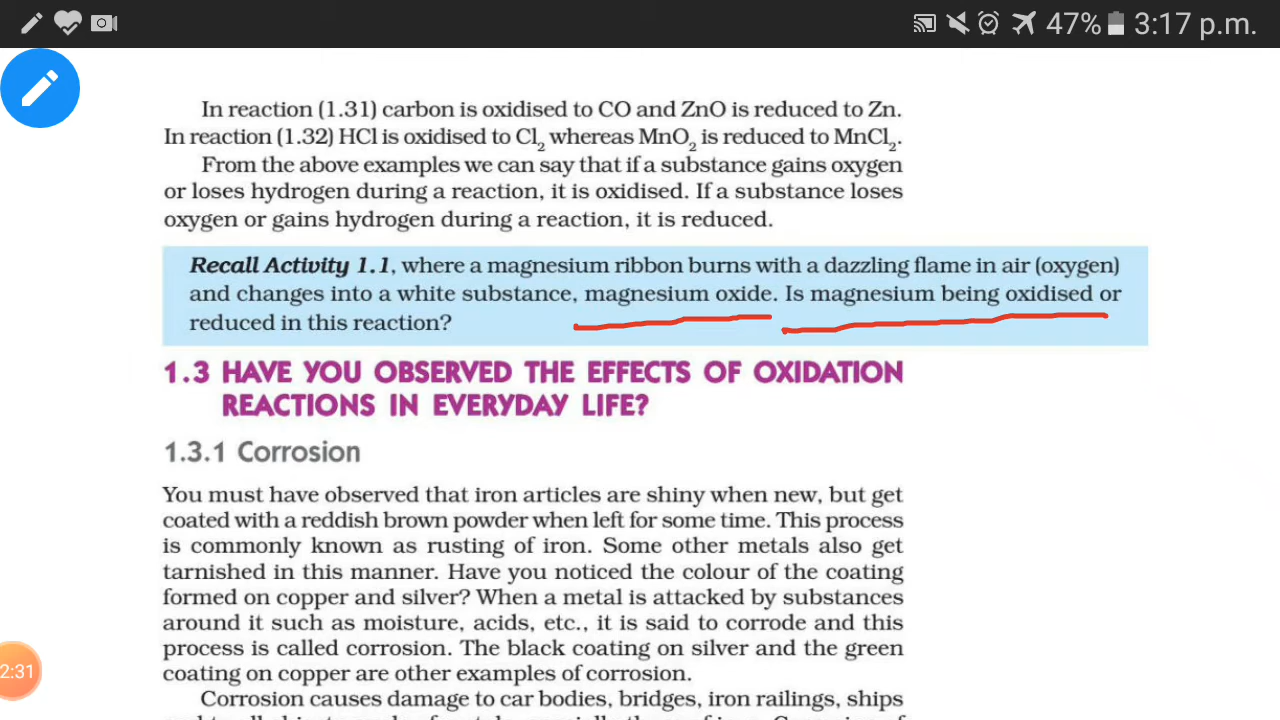 47% 3:17 p.m.
In reaction (1.31) carbon is oxidised to CO and ZnO is reduced to Zn.
In reaction (1.32) HCl is oxidised to Cl₂ whereas MnO₂ is reduced to MnCl₂.
From the above examples we can say that if a substance gains oxygen
or loses hydrogen during a reaction, it is oxidised. If a substance loses
oxygen or gains hydrogen during a reaction, it is reduced.
Recall Activity 1.1, where a magnesium ribbon burns with a dazzling flame in air (oxygen)
and changes into a white substance, magnesium oxide. Is magnesium being oxidised or
reduced in this reaction?
1.3 HAVE YOU OBSERVED THE EFFECTS OF OXIDATION
REACTIONS IN EVERYDAY LIFE?
1.3.1 Corrosion
You must have observed that iron articles are shiny when new, but get
coated with a reddish brown powder when left for some time. This process
is commonly known as rusting of iron. Some other metals also get
tarnished in this manner. Have you noticed the colour of the coating
formed on copper and silver? When a metal is attacked by substances
around it such as moisture, acids, etc., it is said to corrode and this
process is called corrosion. The black coating on silver and the green
coating on copper are other examples of corrosion.
2:31
Corrosion causes damage to car bodies, bridges, iron railings, ships